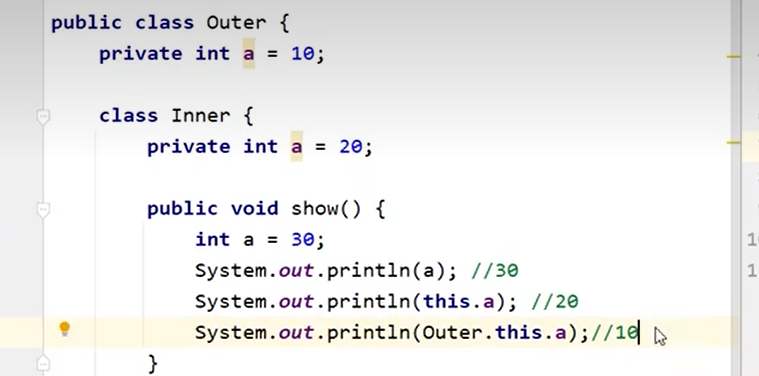 public class Outer {
    private int a = 10;
    class Inner {
        private int a = 20;
        public void show() {
            int a = 30;
            System.out.println(a); //30
            System.out.println(this.a); //20
            System.out.println(Outer.this.a);//10
        }